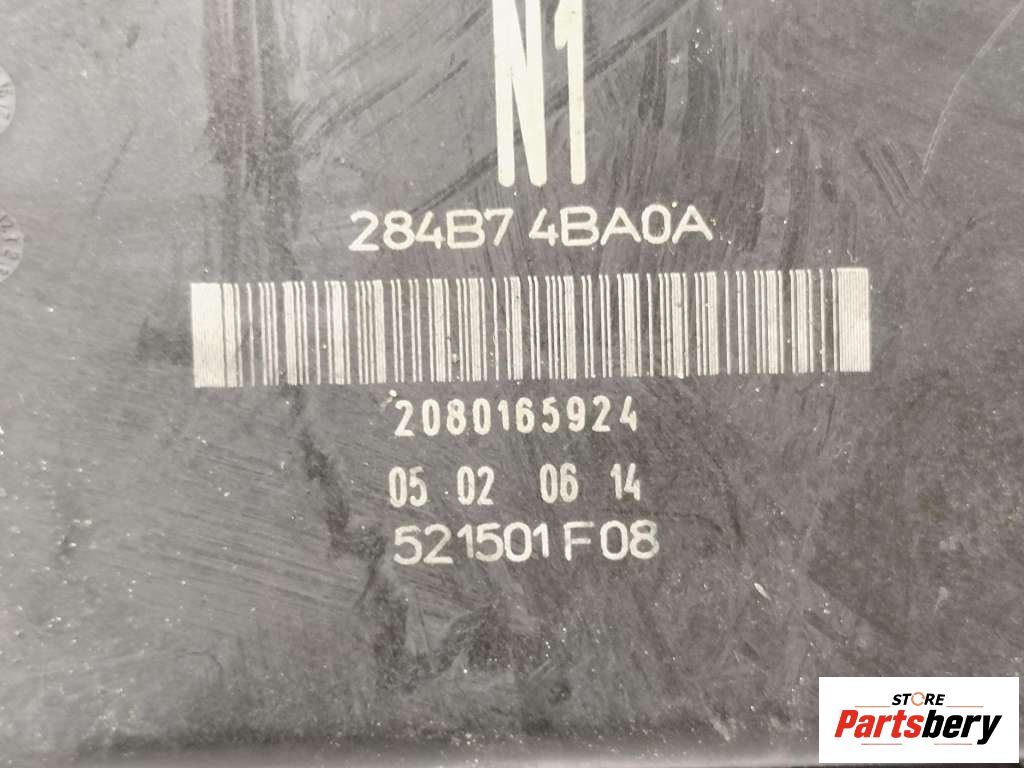 N1
284B7 4BA0A
2080165924
05 02 06 14
521501F08
STORE
Partsbery